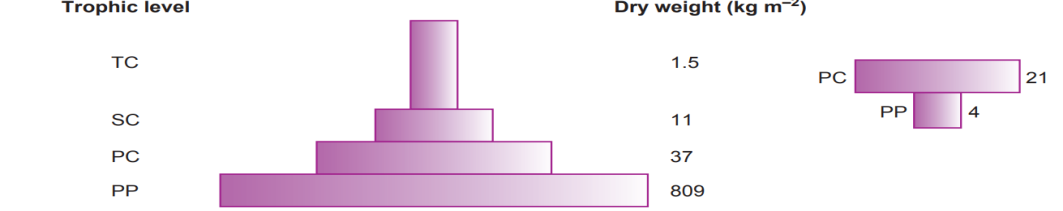 Trophic level Dry weight (kg m⁻²)
TC 1.5
SC 11
PC 37
PP 809
PC 21
PP 4